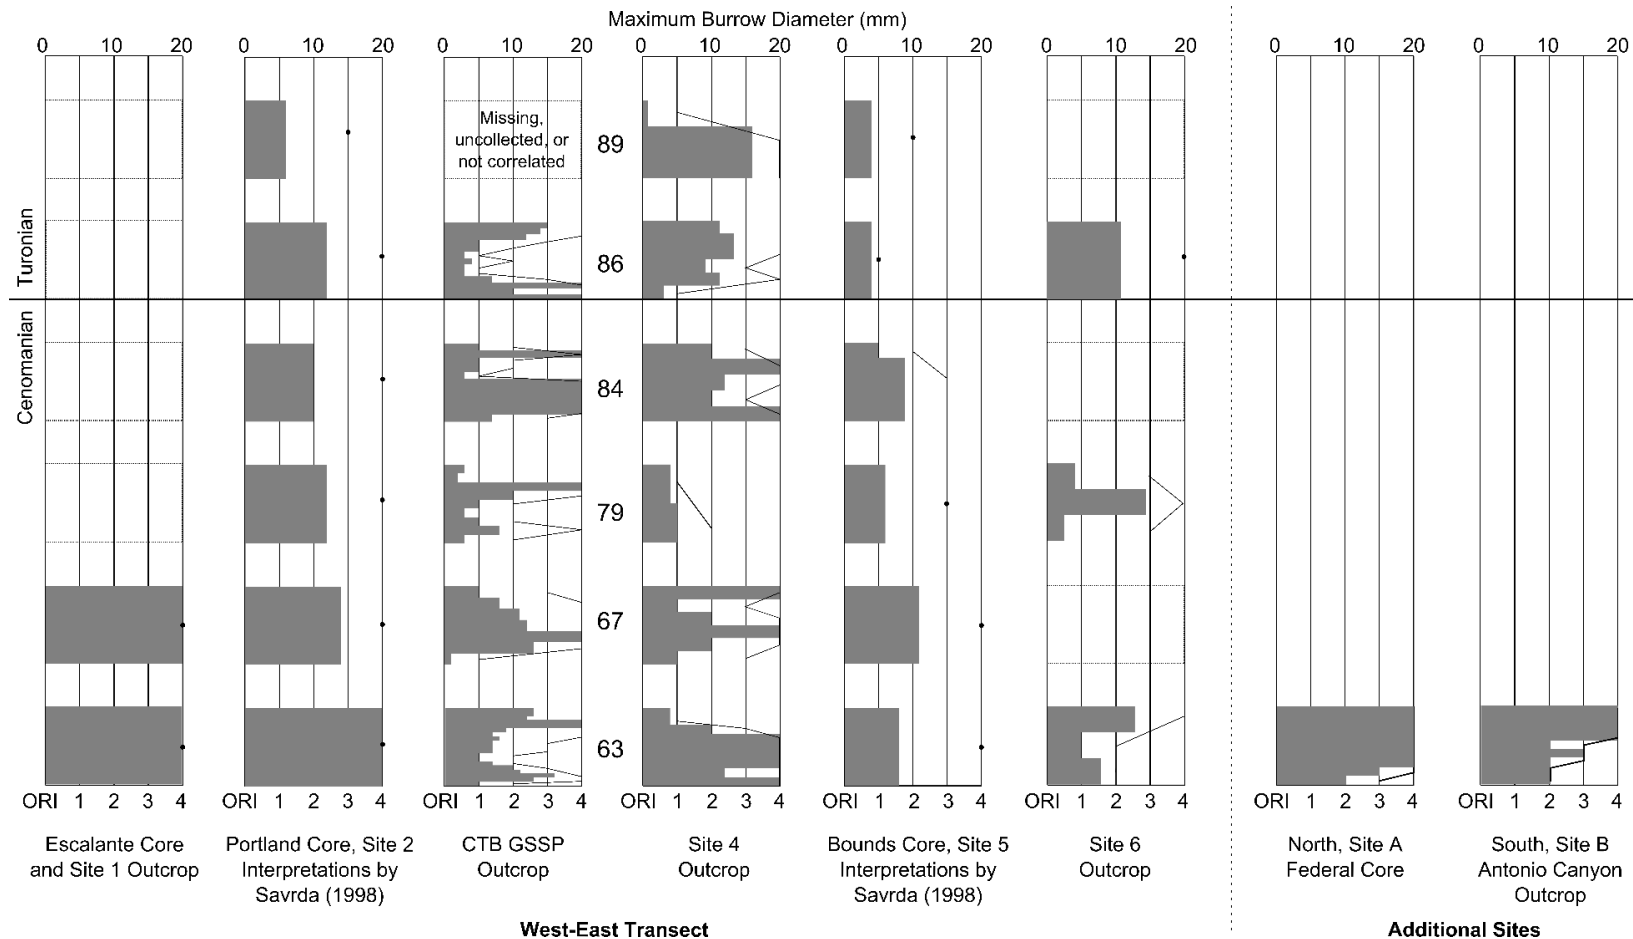 Maximum Burrow Diameter (mm)
0 10 20 0 10 20 0 10 20 0 10 20 0 10 20 0 10 20 0 10 20 0 10 20
Missing,
uncollected, or
not correlated
89
Turonian
86
Cenomanian
84
79
67
63
ORI 1 2 3 4 ORI 1 2 3 4 ORI 1 2 3 4 ORI 1 2 3 4 ORI 1 2 3 4 ORI 1 2 3 4 ORI 1 2 3 4 ORI 1 2 3 4
Escalante Core
and Site 1 Outcrop
Portland Core, Site 2
Interpretations by
Savrda (1998)
CTB GSSP
Outcrop
Site 4
Outcrop
Bounds Core, Site 5
Interpretations by
Savrda (1998)
Site 6
Outcrop
North, Site A
Federal Core
South, Site B
Antonio Canyon
Outcrop
West-East Transect
Additional Sites